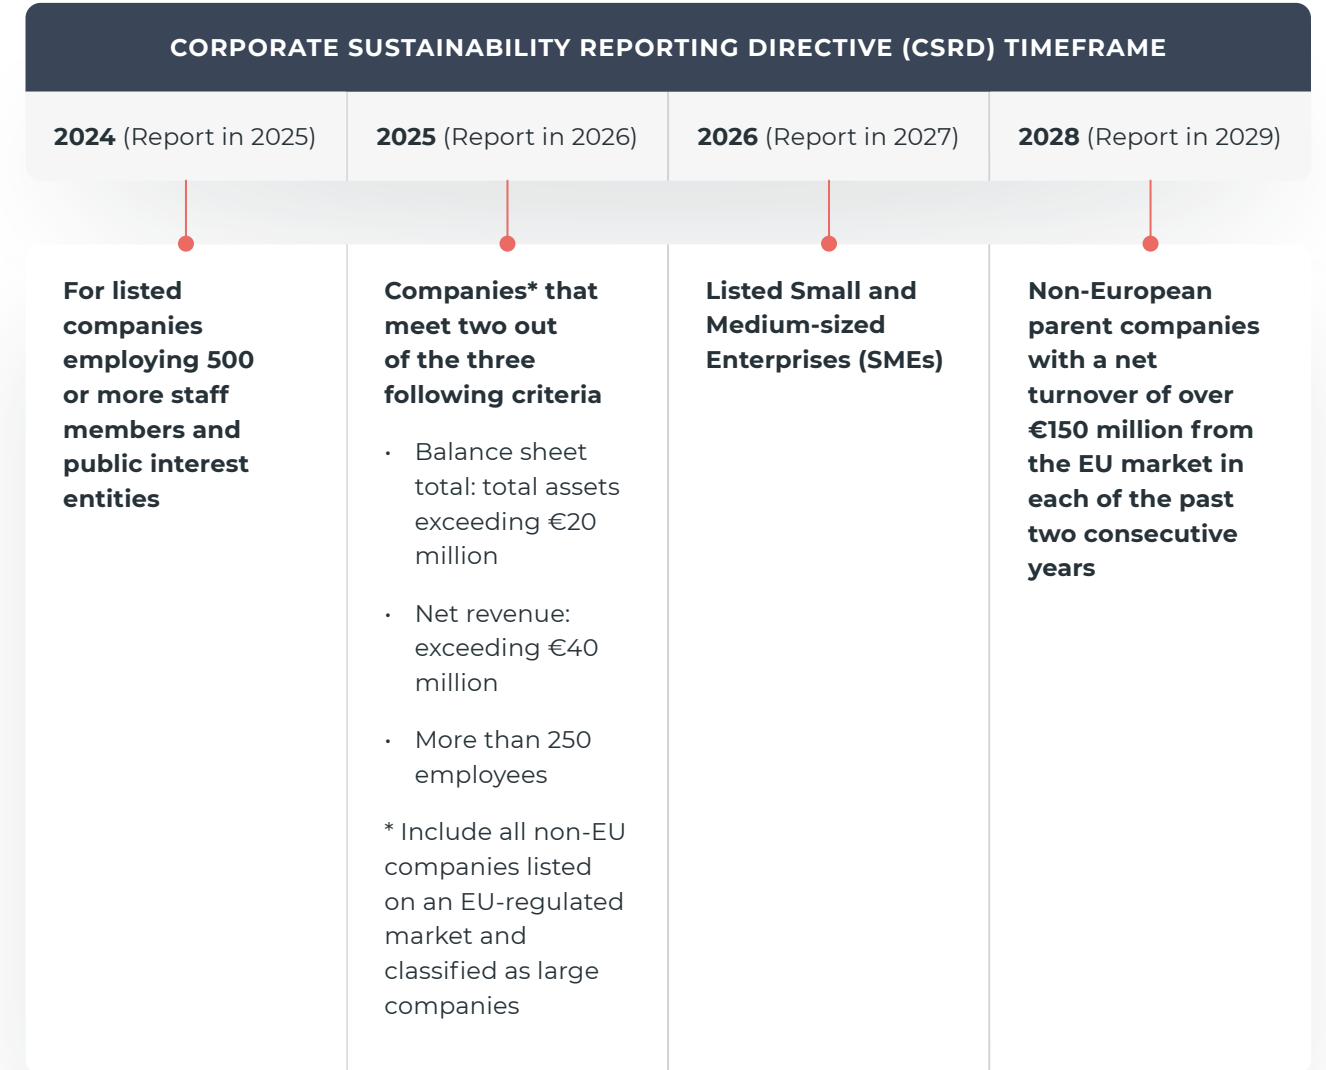 CORPORATE SUSTAINABILITY REPORTING DIRECTIVE (CSRD) TIMEFRAME
2024 (Report in 2025)
2025 (Report in 2026)
2026 (Report in 2027)
2028 (Report in 2029)
For listed
companies
employing 500
or more staff
members and
public interest
entities
Companies* that
meet two out
of the three
following criteria
• Balance sheet
total: total assets
exceeding €20
million
• Net revenue:
exceeding €40
million
• More than 250
employees
* Include all non-EU
companies listed
on an EU-regulated
market and
classified as large
companies
Listed Small and
Medium-sized
Enterprises (SMEs)
Non-European
parent companies
with a net
turnover of over
€150 million from
the EU market in
each of the past
two consecutive
years